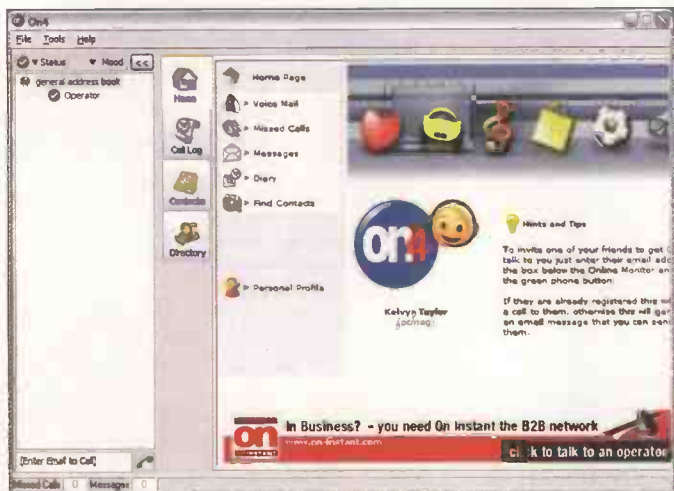 On4
File Tools Help
Status Mood <<
general address book
Operator
Home
Call Log
Contacts
Directory
Home Page
Voice Mail
Missed Calls
Messages
Diary
Find Contacts
Personal Profile
on4
Kelvyn Taylor
Hints and Tips
To invite one of your friends to get
talk to you just enter their email
the box below the Online Monitor
the green phone button
If they are already registered this
a call to them, otherwise this will
an email message that you can
them.
on
INSTANT
In Business? - you need On Instant the B2B network
www.on-instant.com
click to talk to an operator
[Enter Email to Call]
Missed Calls 0 Messages 0